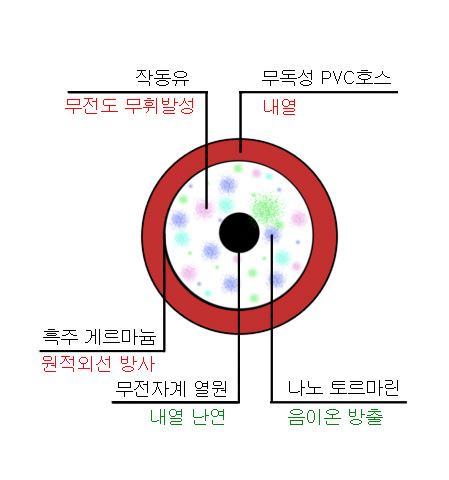 작동유
무전도 무휘발성
무독성 PVC호스
내열
흑주 게르마늄
원적외선 방사
무전자계 열원
내열 난연
나노 토르마린
음이온 방출